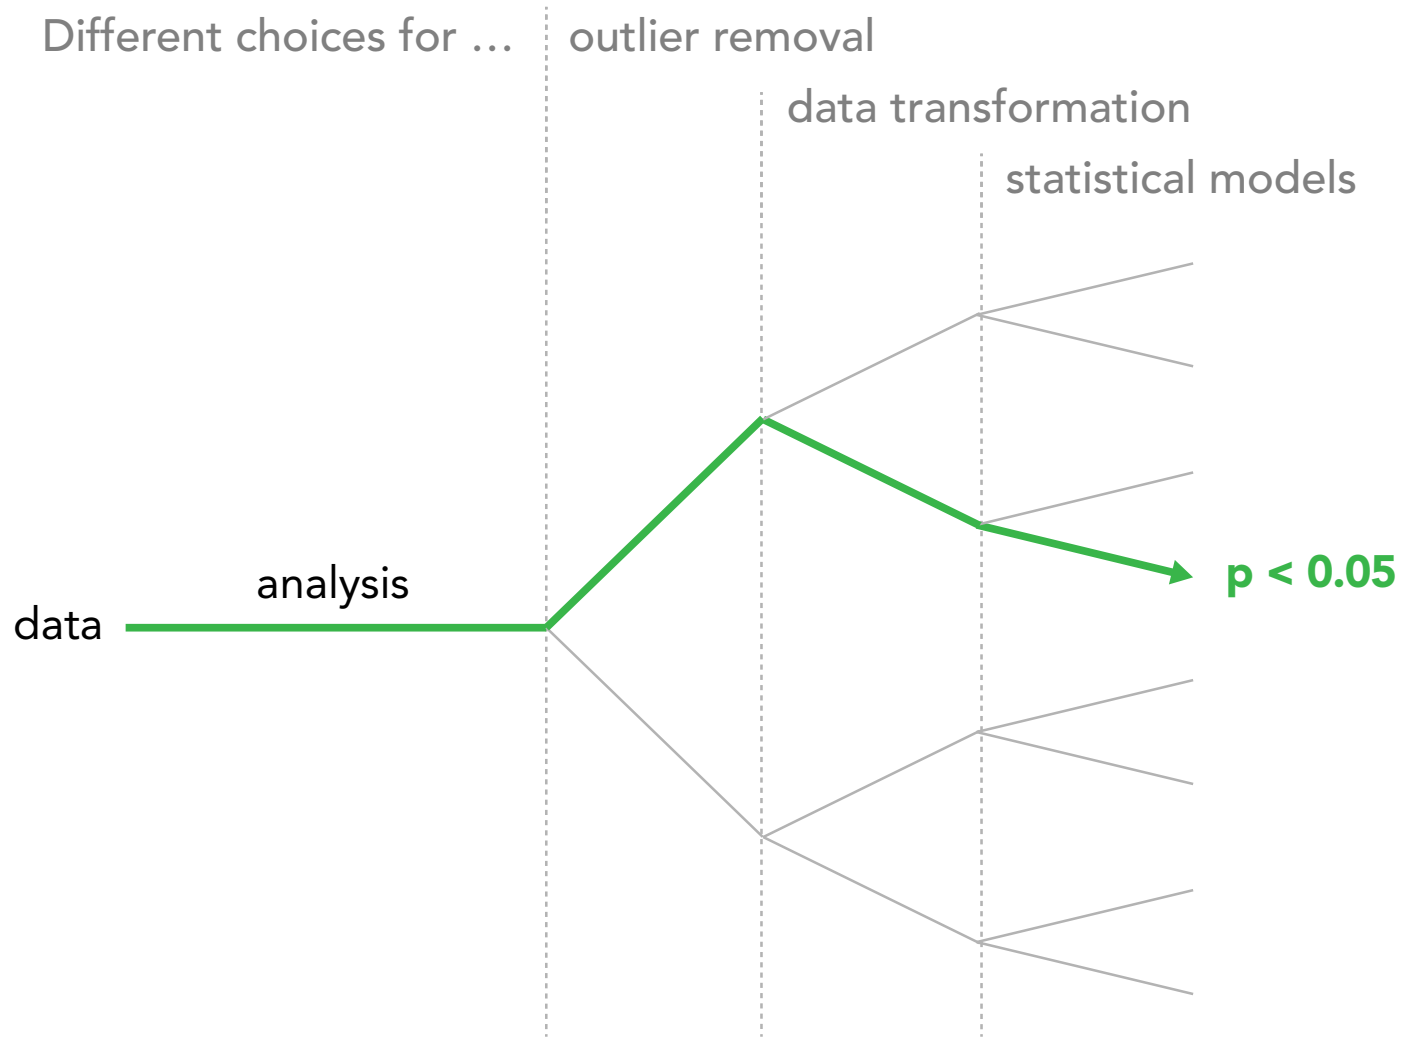 Different choices for …
outlier removal
data transformation
statistical models
analysis
data
p < 0.05